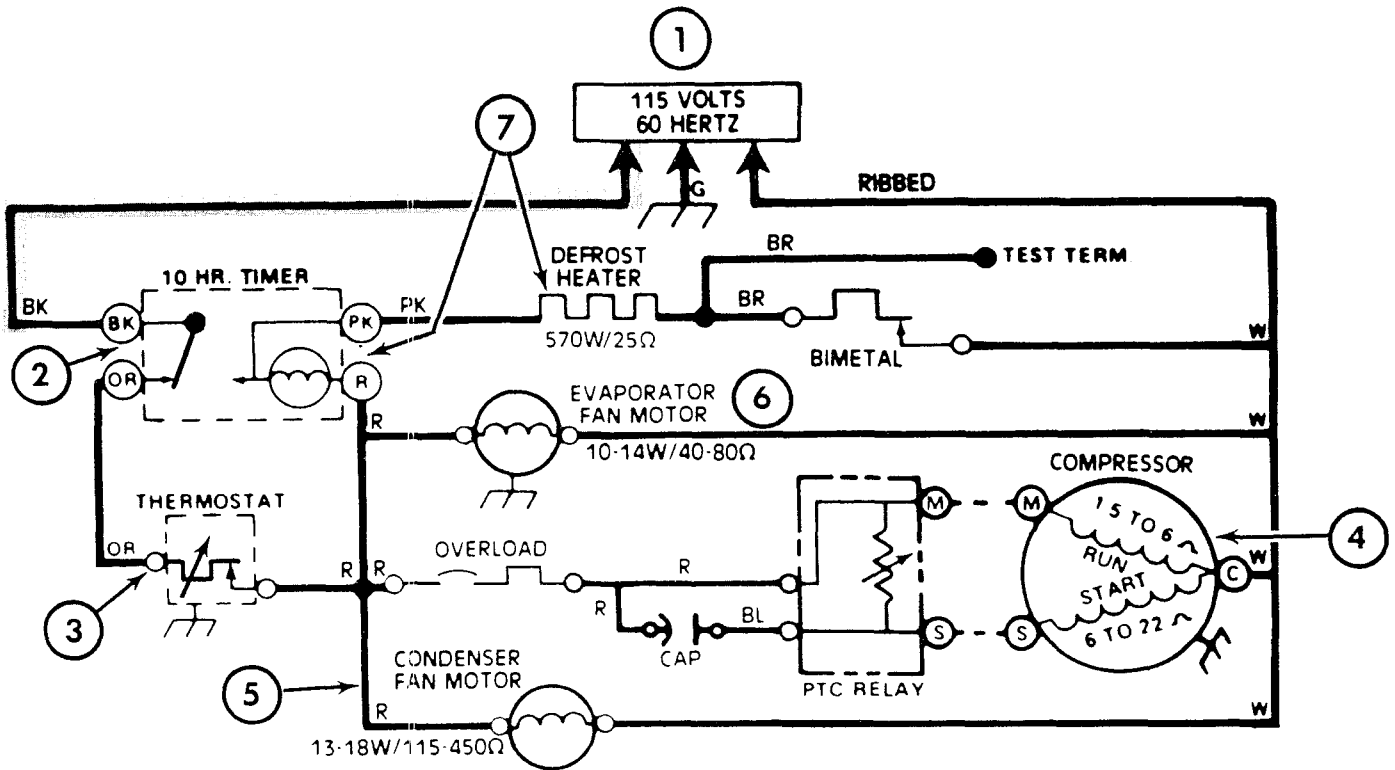 1
115 VOLTS
60 HERTZ
7
G
RIBBED
DEFROST
HEATER
BR
TEST TERM
10 HR. TIMER
BK
BK
PK
PK
BR
570W/25Ω
BIMETAL
W
2
OR
R
EVAPORATOR
FAN MOTOR
6
R
10-14W/40-80Ω
W
COMPRESSOR
THERMOSTAT
M
M
1 5 TO 6
RUN
4
OR
OVERLOAD
R
R
R
START
C
W
3
R
BL
S
S
6 TO 22
CAP
CONDENSER
FAN MOTOR
PTC RELAY
5
R
W
13-18W/115-450Ω